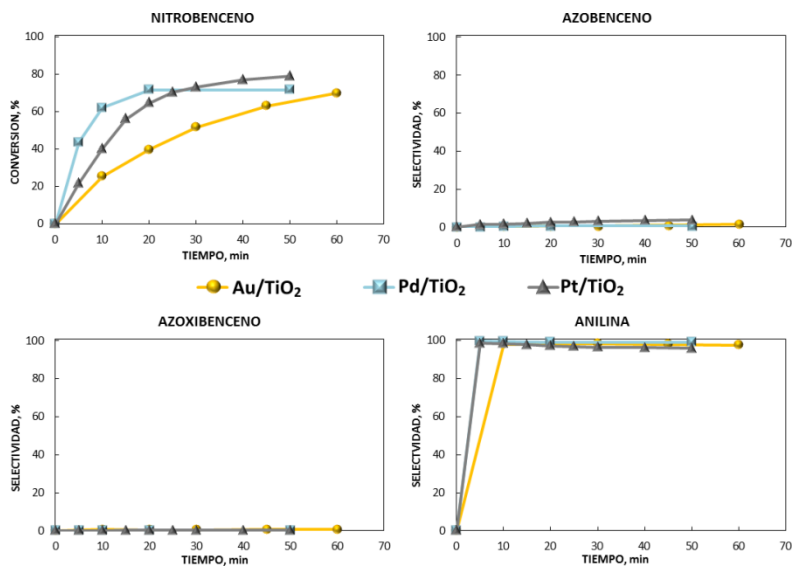 NITROBENCENO
CONVERSION, %
100
80
60
40
20
0
0 10 20 30 40 50 60 70
TIEMPO, min
AZOBENCENO
SELECTIVIDAD, %
100
80
60
40
20
0
0 10 20 30 40 50 60 70
TIEMPO, min
Au/TiO₂ Pd/TiO₂ Pt/TiO₂
AZOXIBENCENO
SELECTIVIDAD, %
100
80
60
40
20
0
0 10 20 30 40 50 60 70
TIEMPO, min
ANILINA
SELECTIVIDAD, %
100
80
60
40
20
0
0 10 20 30 40 50 60 70
TIEMPO, min